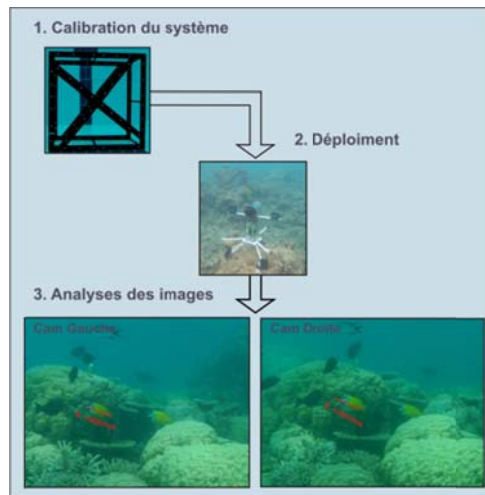 1. Calibration du système
2. Déploiment
3. Analyses des images
Cam Gauche
Cam Droite